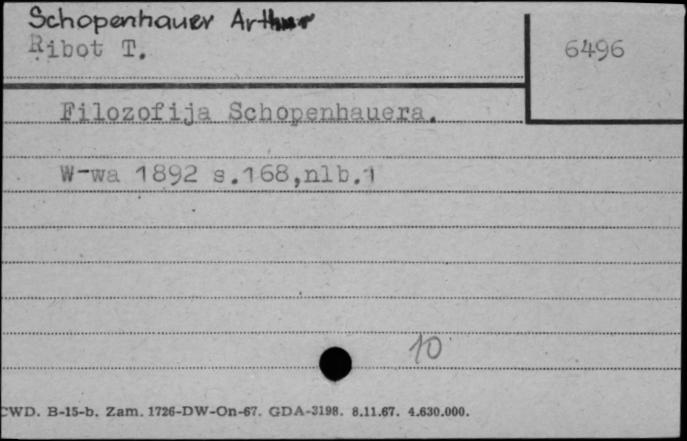 Schopenhauer Arthur
Ribot T.
6496
Filozofija Schopenhauera.
W-wa 1892 s.168,nlb.1
10
CWD. B-15-b. Zam. 1726-DW-On-67. GDA-3198. 8.11.67. 4.630.000.